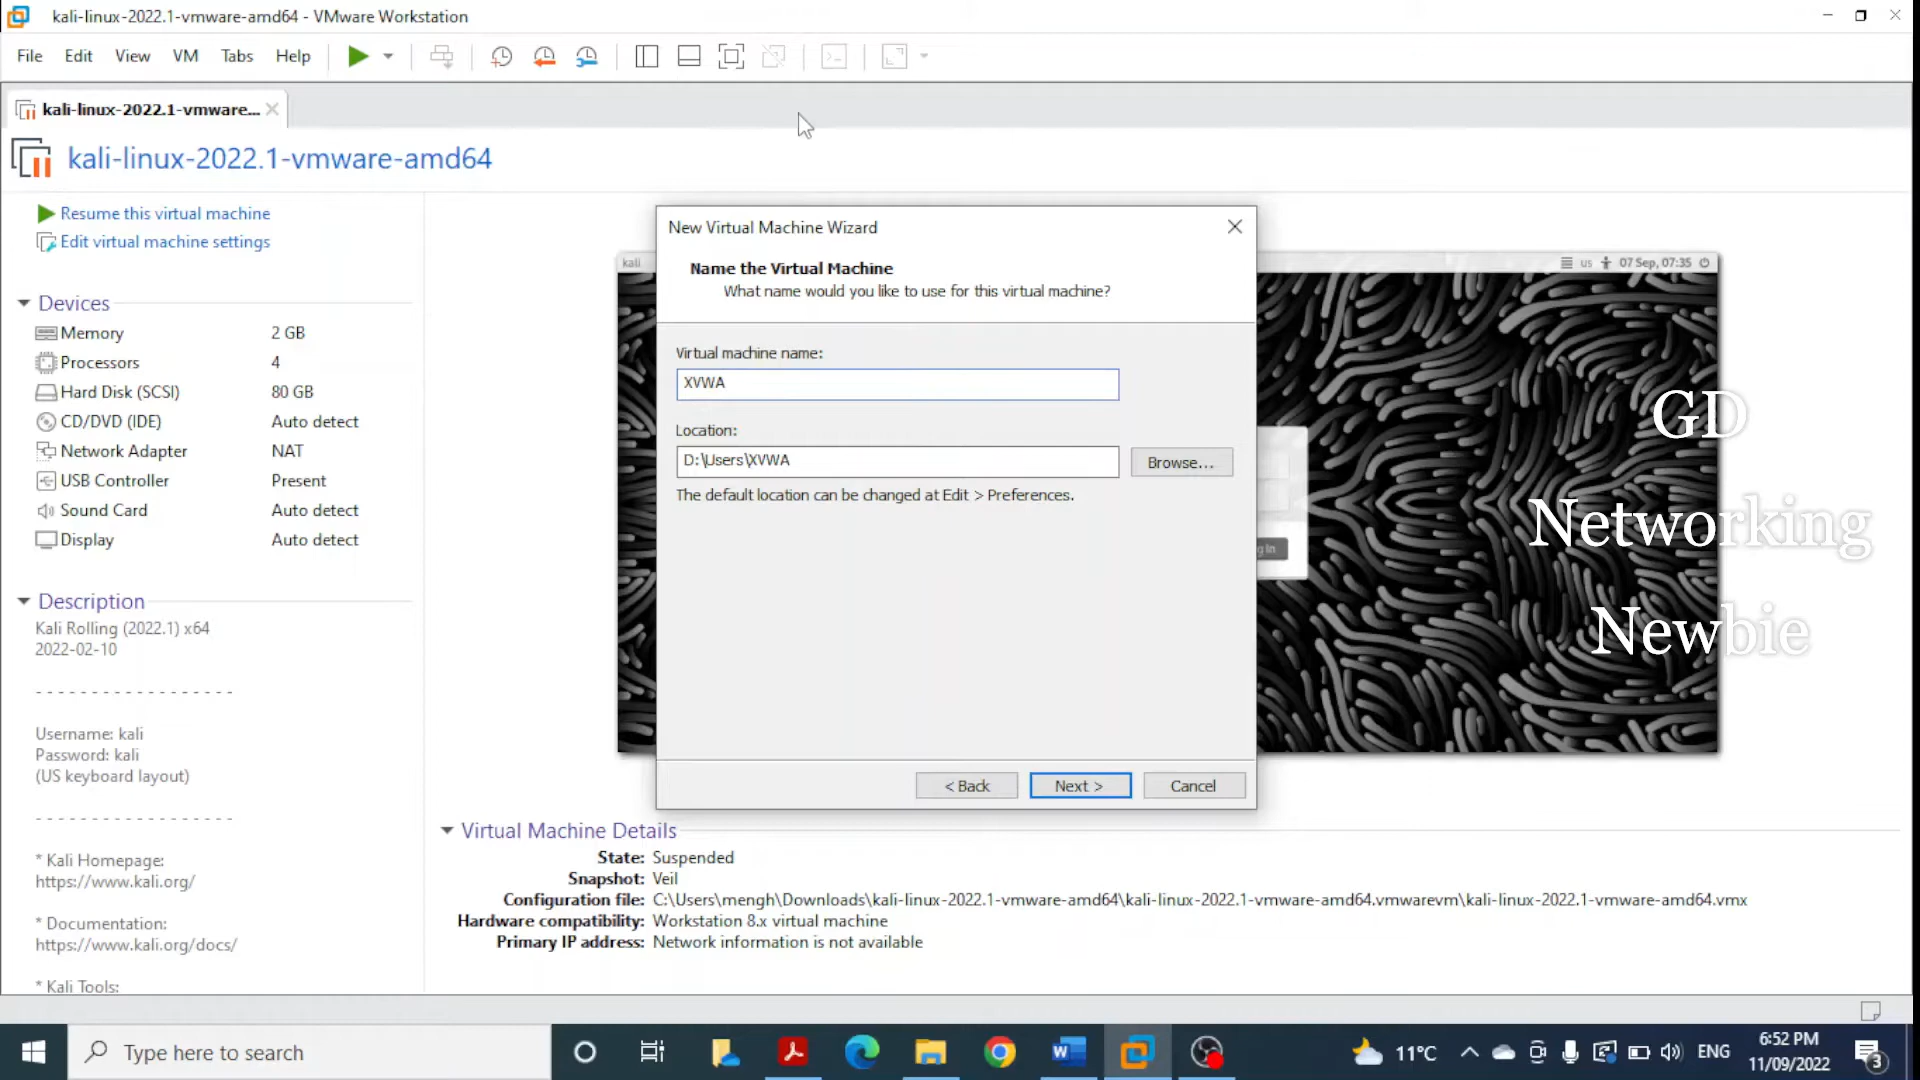 kali-linux-2022.1-vmware-amd64 - VMware Workstation
File Edit View VM Tabs Help
kali-linux-2022.1-vmware...
kali-linux-2022.1-vmware-amd64
Resume this virtual machine
Edit virtual machine settings
Devices
Memory 2 GB
Processors 4
Hard Disk (SCSI) 80 GB
CD/DVD (IDE) Auto detect
Network Adapter NAT
USB Controller Present
Sound Card Auto detect
Display Auto detect
Description
Kali Rolling (2022.1) x64
2022-02-10
- - - - - - - - - - - - - - - - - -
Username: kali
Password: kali
(US keyboard layout)
- - - - - - - - - - - - - - - - - -
* Kali Homepage:
https://www.kali.org/
* Documentation:
https://www.kali.org/docs/
* Kali Tools:
New Virtual Machine Wizard
Name the Virtual Machine
What name would you like to use for this virtual machine?
Virtual machine name:
XVWA
Location:
D:\Users\XVWA
Browse...
The default location can be changed at Edit > Preferences.
< Back Next > Cancel
kali
us 07 Sep, 07:35
GD
Networking
Newbie
Virtual Machine Details
State: Suspended
Snapshot: Veil
Configuration file: C:\Users\mengh\Downloads\kali-linux-2022.1-vmware-amd64\kali-linux-2022.1-vmware-amd64.vmwarevm\kali-linux-2022.1-vmware-amd64.vmx
Hardware compatibility: Workstation 8.x virtual machine
Primary IP address: Network information is not available
Type here to search
11°C
ENG
6:52 PM
11/09/2022
3